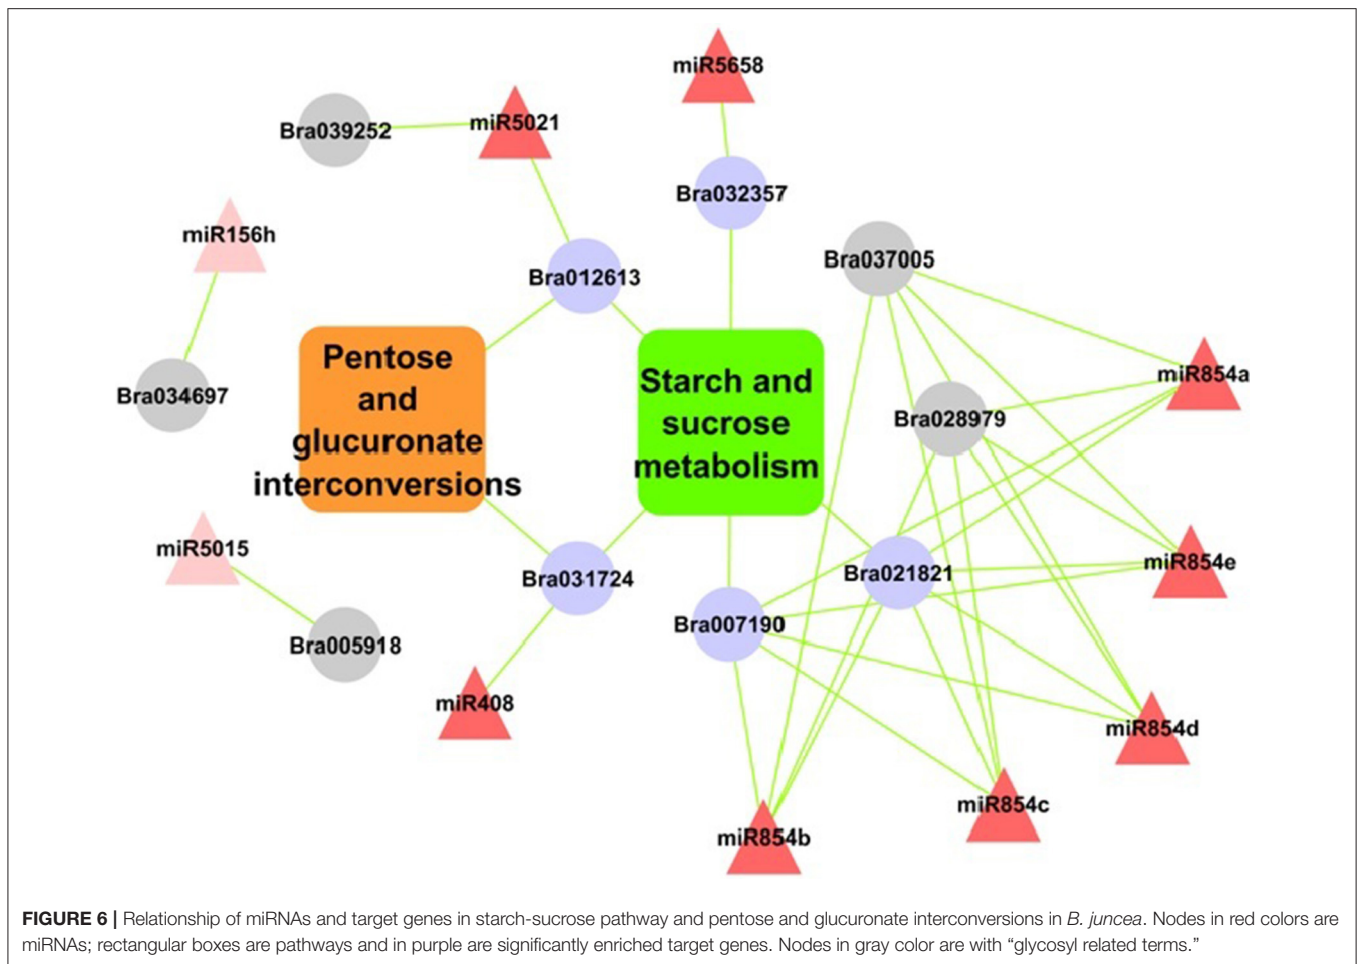 miR5658
miR5021
Bra039252
Bra032357
miR156h
Bra037005
Bra012613
Pentose
and
glucuronate
interconversions
Starch and
sucrose
metabolism
miR854a
Bra034697
Bra028979
miR5015
miR854e
Bra031724
Bra021821
Bra007190
Bra005918
miR408
miR854d
miR854c
miR854b
FIGURE 6 | Relationship of miRNAs and target genes in starch-sucrose pathway and pentose and glucuronate interconversions in B. juncea. Nodes in red colors are
miRNAs; rectangular boxes are pathways and in purple are significantly enriched target genes. Nodes in gray color are with “glycosyl related terms.”